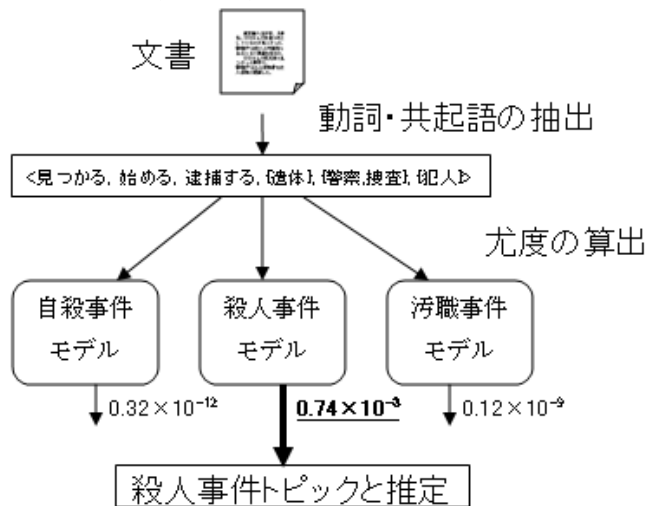 文書
動詞・共起語の抽出
<見つかる, 始める, 逮捕する, {遺体}, {警察,捜査}, {犯人}>
尤度の算出
自殺事件
モデル
殺人事件
モデル
汚職事件
モデル
0.32×10⁻¹²
0.74×10⁻³
0.12×10⁻⁹
殺人事件トピックと推定